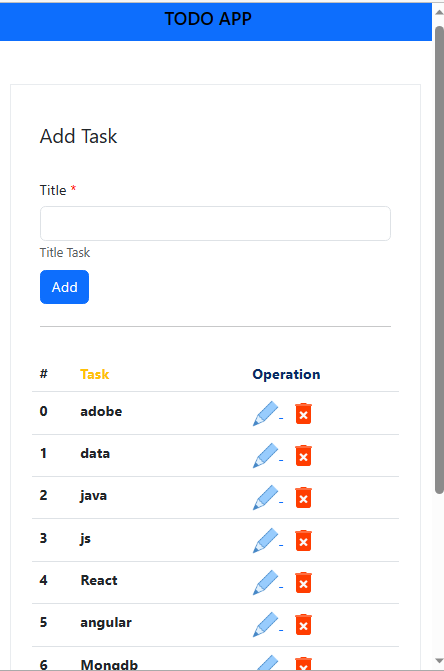 TODO APP
Add Task
Title *
Title Task
Add
# Task Operation
0 adobe
1 data
2 java
3 js
4 React
5 angular
6 Mongdb